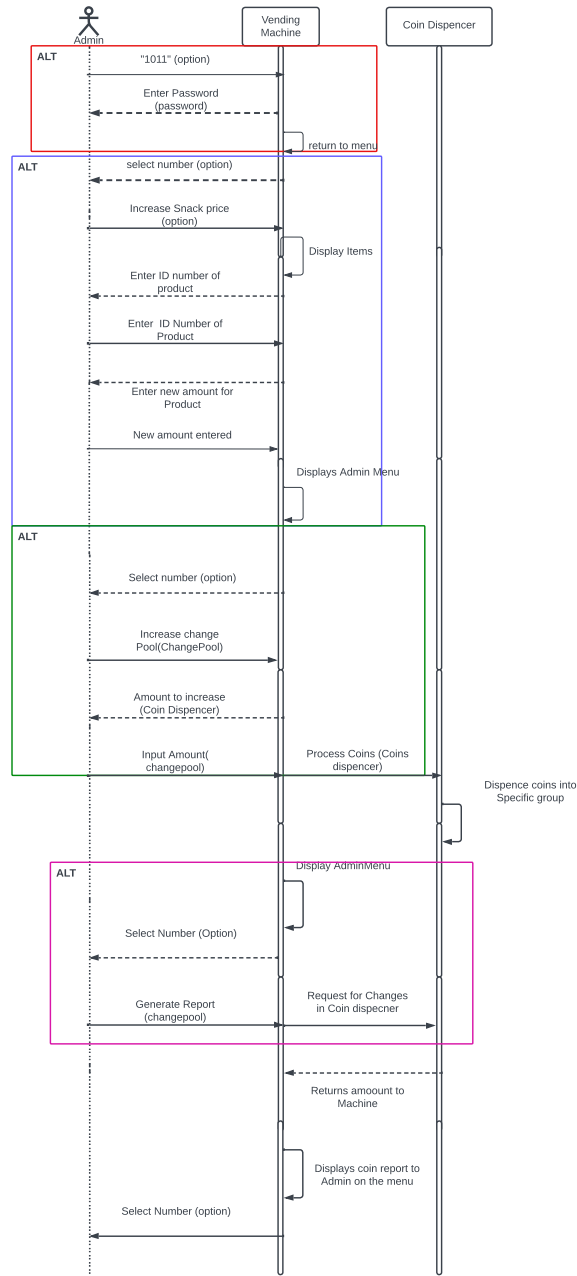 Admin
Vending
Machine
Coin Dispencer
ALT
"1011" (option)
Enter Password
(password)
return to menu
ALT
select number (option)
Increase Snack price
(option)
Display Items
Enter ID number of
product
Enter  ID Number of
Product
Enter new amount for
Product
New amount entered
Displays Admin Menu
ALT
Select number (option)
Increase change
Pool(ChangePool)
Amount to increase
(Coin Dispencer)
Input Amount(
changepool)
Process Coins (Coins
dispencer)
Dispence coins into
Specific group
Display AdminMenu
ALT
Select Number (Option)
Generate Report
(changepool)
Request for Changes
in Coin dispecner
Returns amoount to
Machine
Displays coin report to
Admin on the menu
Select Number (option)